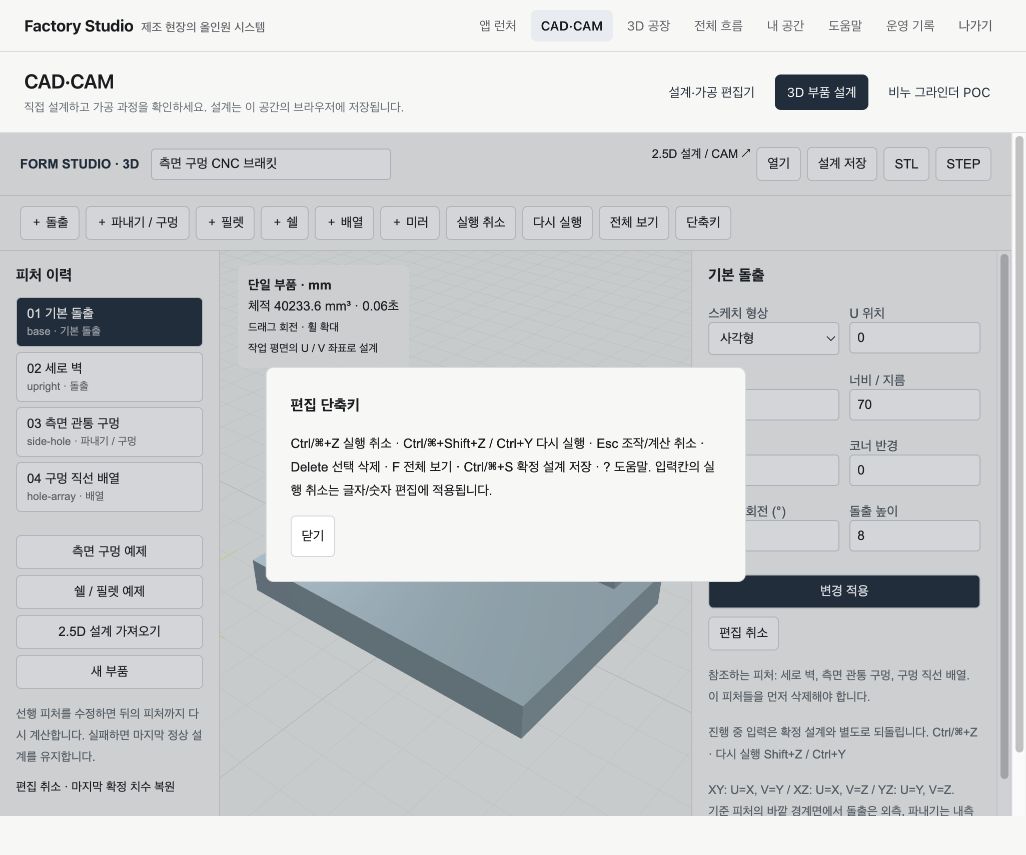 Factory Studio 제조 현장의 올인원 시스템
앱 런처 CAD·CAM 3D 공장 전체 흐름 내 공간 도움말 운영 기록 나가기
CAD·CAM
직접 설계하고 가공 과정을 확인하세요. 설계는 이 공간의 브라우저에 저장됩니다.
설계·가공 편집기 3D 부품 설계 비누 그라인더 POC
FORM STUDIO · 3D 측면 구멍 CNC 브래킷
2.5D 설계 / CAM ↗ 열기 설계 저장 STL STEP
+ 돌출 + 파내기 / 구멍 + 필렛 + 쉘 + 배열 + 미러 실행 취소 다시 실행 전체 보기 단축키
피처 이력
01 기본 돌출
base · 기본 돌출
02 세로 벽
upright · 돌출
03 측면 관통 구멍
side-hole · 파내기 / 구멍
04 구멍 직선 배열
hole-array · 배열
측면 구멍 예제
쉘 / 필렛 예제
2.5D 설계 가져오기
새 부품
선행 피처를 수정하면 뒤의 피처까지 다
시 계산합니다. 실패하면 마지막 정상 설
계를 유지합니다.
편집 취소 · 마지막 확정 치수 복원
단일 부품 · mm
체적 40233.6 mm³ · 0.06초
드래그 회전 · 휠 확대
작업 평면의 U / V 좌표로 설계
편집 단축키
Ctrl/⌘+Z 실행 취소 · Ctrl/⌘+Shift+Z / Ctrl+Y 다시 실행 · Esc 조작/계산 취소 ·
Delete 선택 삭제 · F 전체 보기 · Ctrl/⌘+S 확정 설계 저장 · ? 도움말. 입력칸의 실
행 취소는 글자/숫자 편집에 적용됩니다.
닫기
기본 돌출
스케치 형상 U 위치
사각형 0
너비 / 지름
70
코너 반경
0
회전 (°) 돌출 높이
8
변경 적용
편집 취소
참조하는 피처: 세로 벽, 측면 관통 구멍, 구멍 직선 배열.
이 피처들을 먼저 삭제해야 합니다.
진행 중 입력은 확정 설계와 별도로 되돌립니다. Ctrl/⌘+Z
· 다시 실행 Shift+Z / Ctrl+Y
XY: U=X, V=Y / XZ: U=X, V=Z / YZ: U=Y, V=Z.
기준 피처의 바깥 경계면에서 돌출은 외측, 파내기는 내측